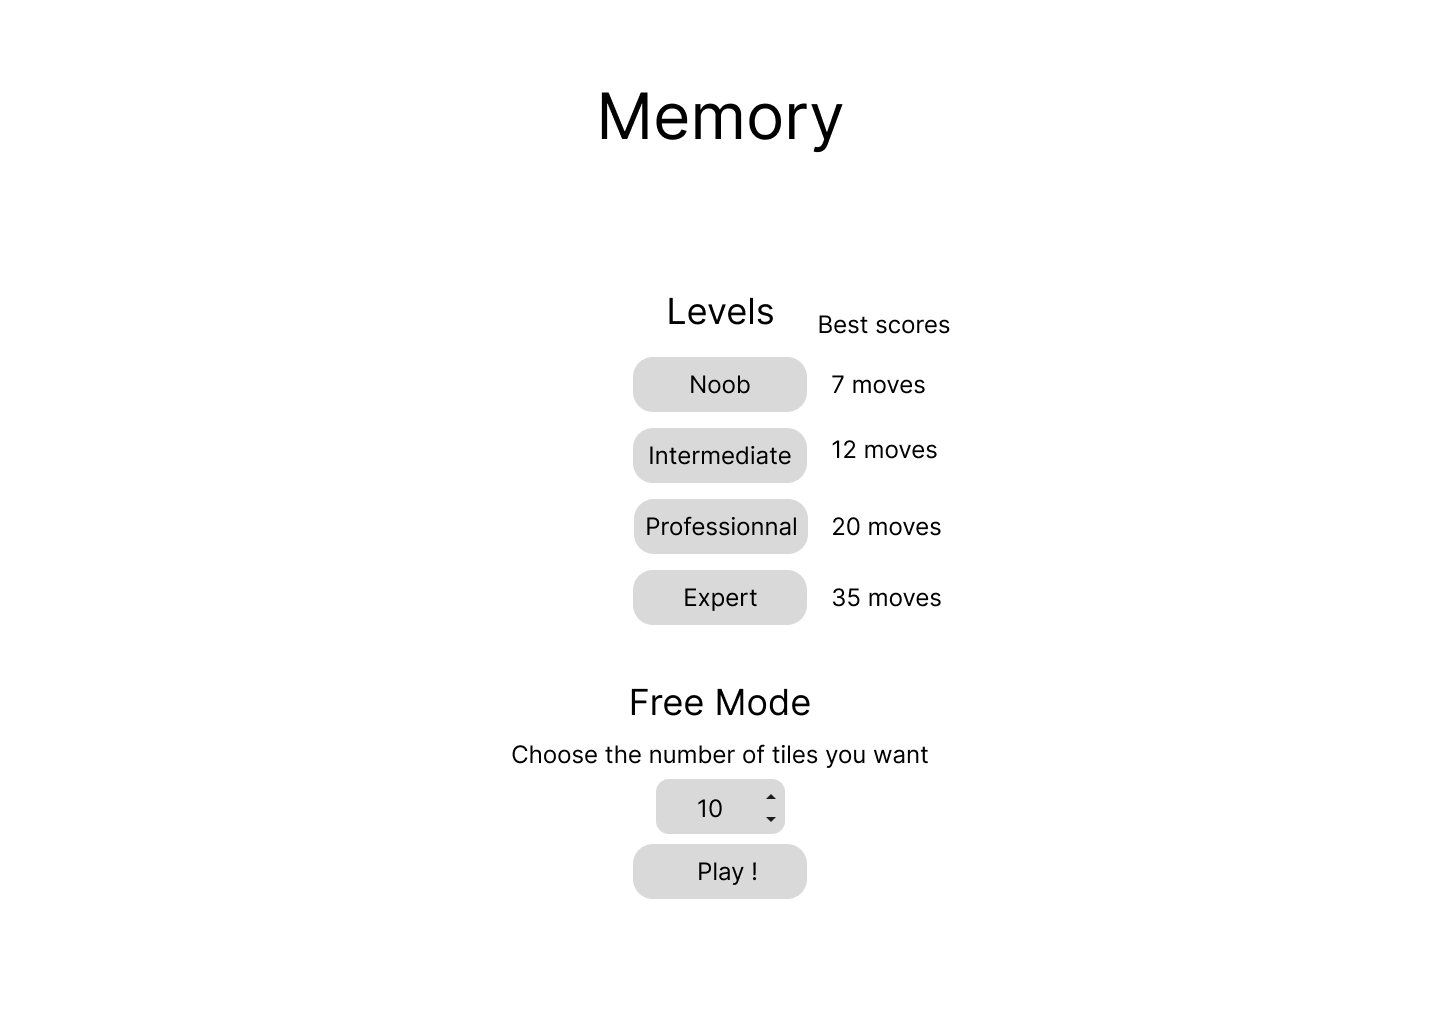 Memory
Levels
Best scores
Noob
7 moves
Intermediate
12 moves
Professionnal
20 moves
Expert
35 moves
Free Mode
Choose the number of tiles you want
10
Play !